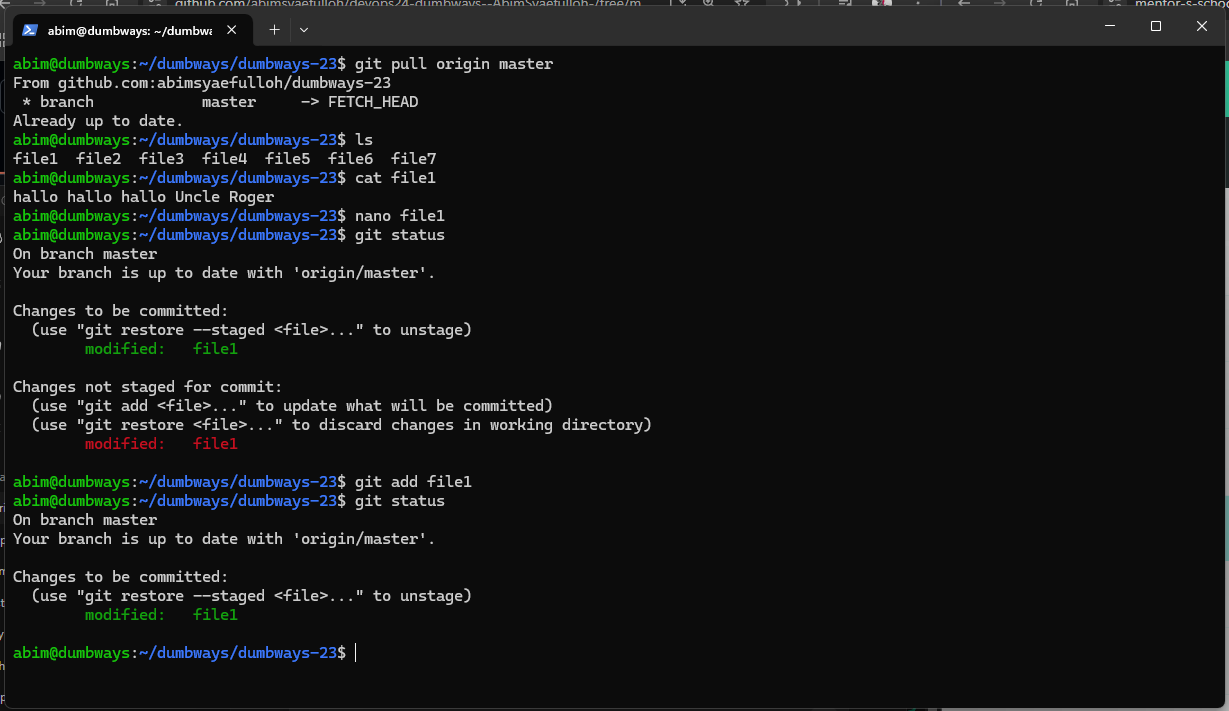 github.com/abimsyaefulloh/devops24-dumbways--AbimSyaefulloh-/tree/m
abim@dumbways: ~/dumbwa
abim@dumbways:~/dumbways/dumbways-23$ git pull origin master
From github.com:abimsyaefulloh/dumbways-23
 * branch            master     -> FETCH_HEAD
Already up to date.
abim@dumbways:~/dumbways/dumbways-23$ ls
file1  file2  file3  file4  file5  file6  file7
abim@dumbways:~/dumbways/dumbways-23$ cat file1
hallo hallo hallo Uncle Roger
abim@dumbways:~/dumbways/dumbways-23$ nano file1
abim@dumbways:~/dumbways/dumbways-23$ git status
On branch master
Your branch is up to date with 'origin/master'.
Changes to be committed:
  (use "git restore --staged <file>..." to unstage)
        modified:   file1
Changes not staged for commit:
  (use "git add <file>..." to update what will be committed)
  (use "git restore <file>..." to discard changes in working directory)
        modified:   file1
abim@dumbways:~/dumbways/dumbways-23$ git add file1
abim@dumbways:~/dumbways/dumbways-23$ git status
On branch master
Your branch is up to date with 'origin/master'.
Changes to be committed:
  (use "git restore --staged <file>..." to unstage)
        modified:   file1
abim@dumbways:~/dumbways/dumbways-23$